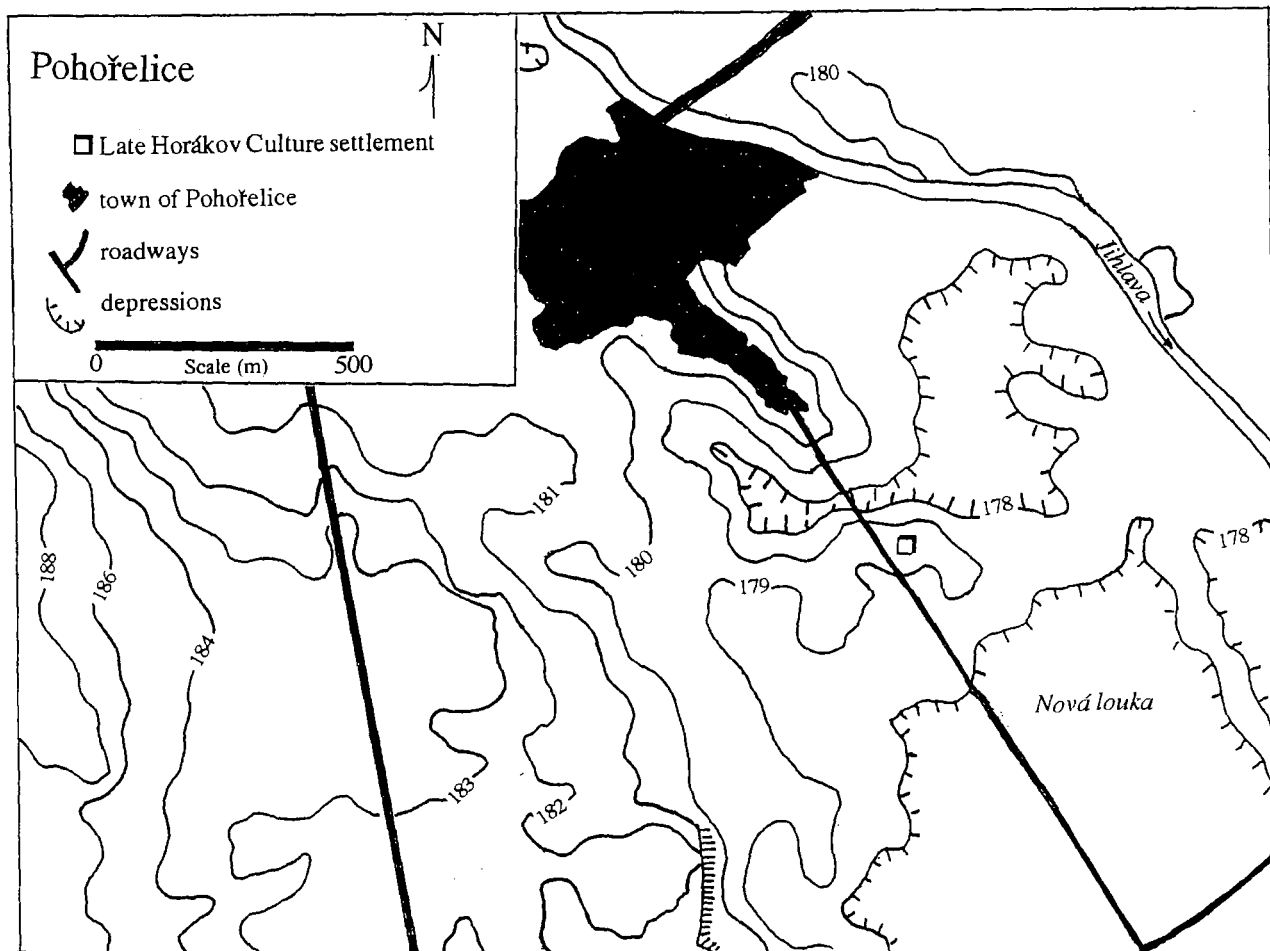 Pohořelice
N
Late Horákov Culture settlement
town of Pohořelice
roadways
depressions
0 500
Scale (m)
180
Jihlava
181
178
178
180
179
188
186
184
Nová louka
183
182